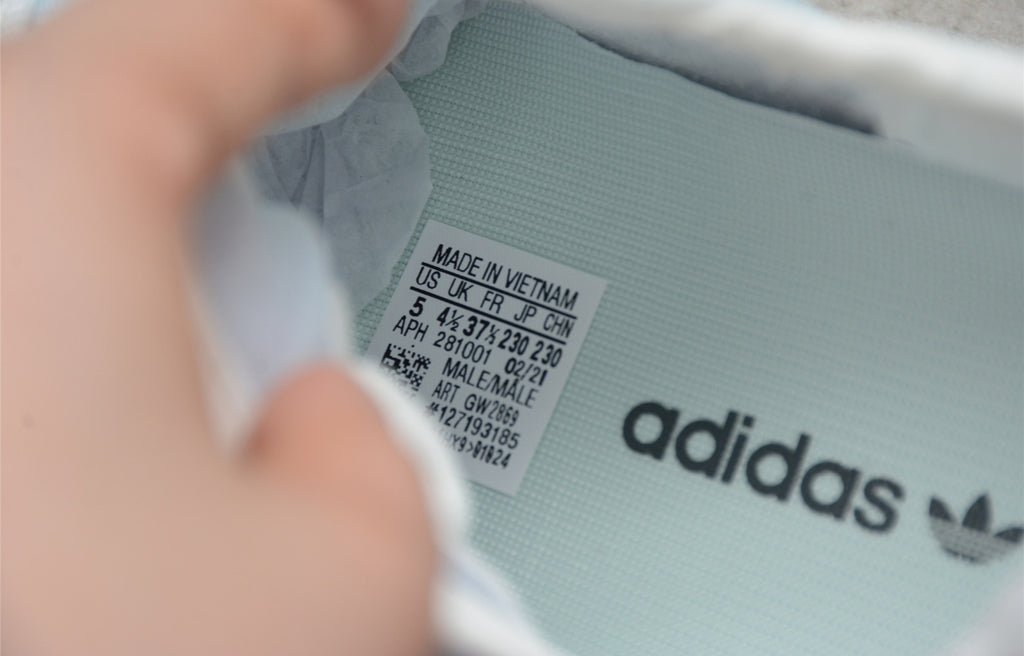 MADE IN VIETNAM
US UK FR JP CHN
5 4½ 37⅓ 230 230
APH 281001 02/21
MALE/MÂLE
ART GW2869
#127193185
adidas